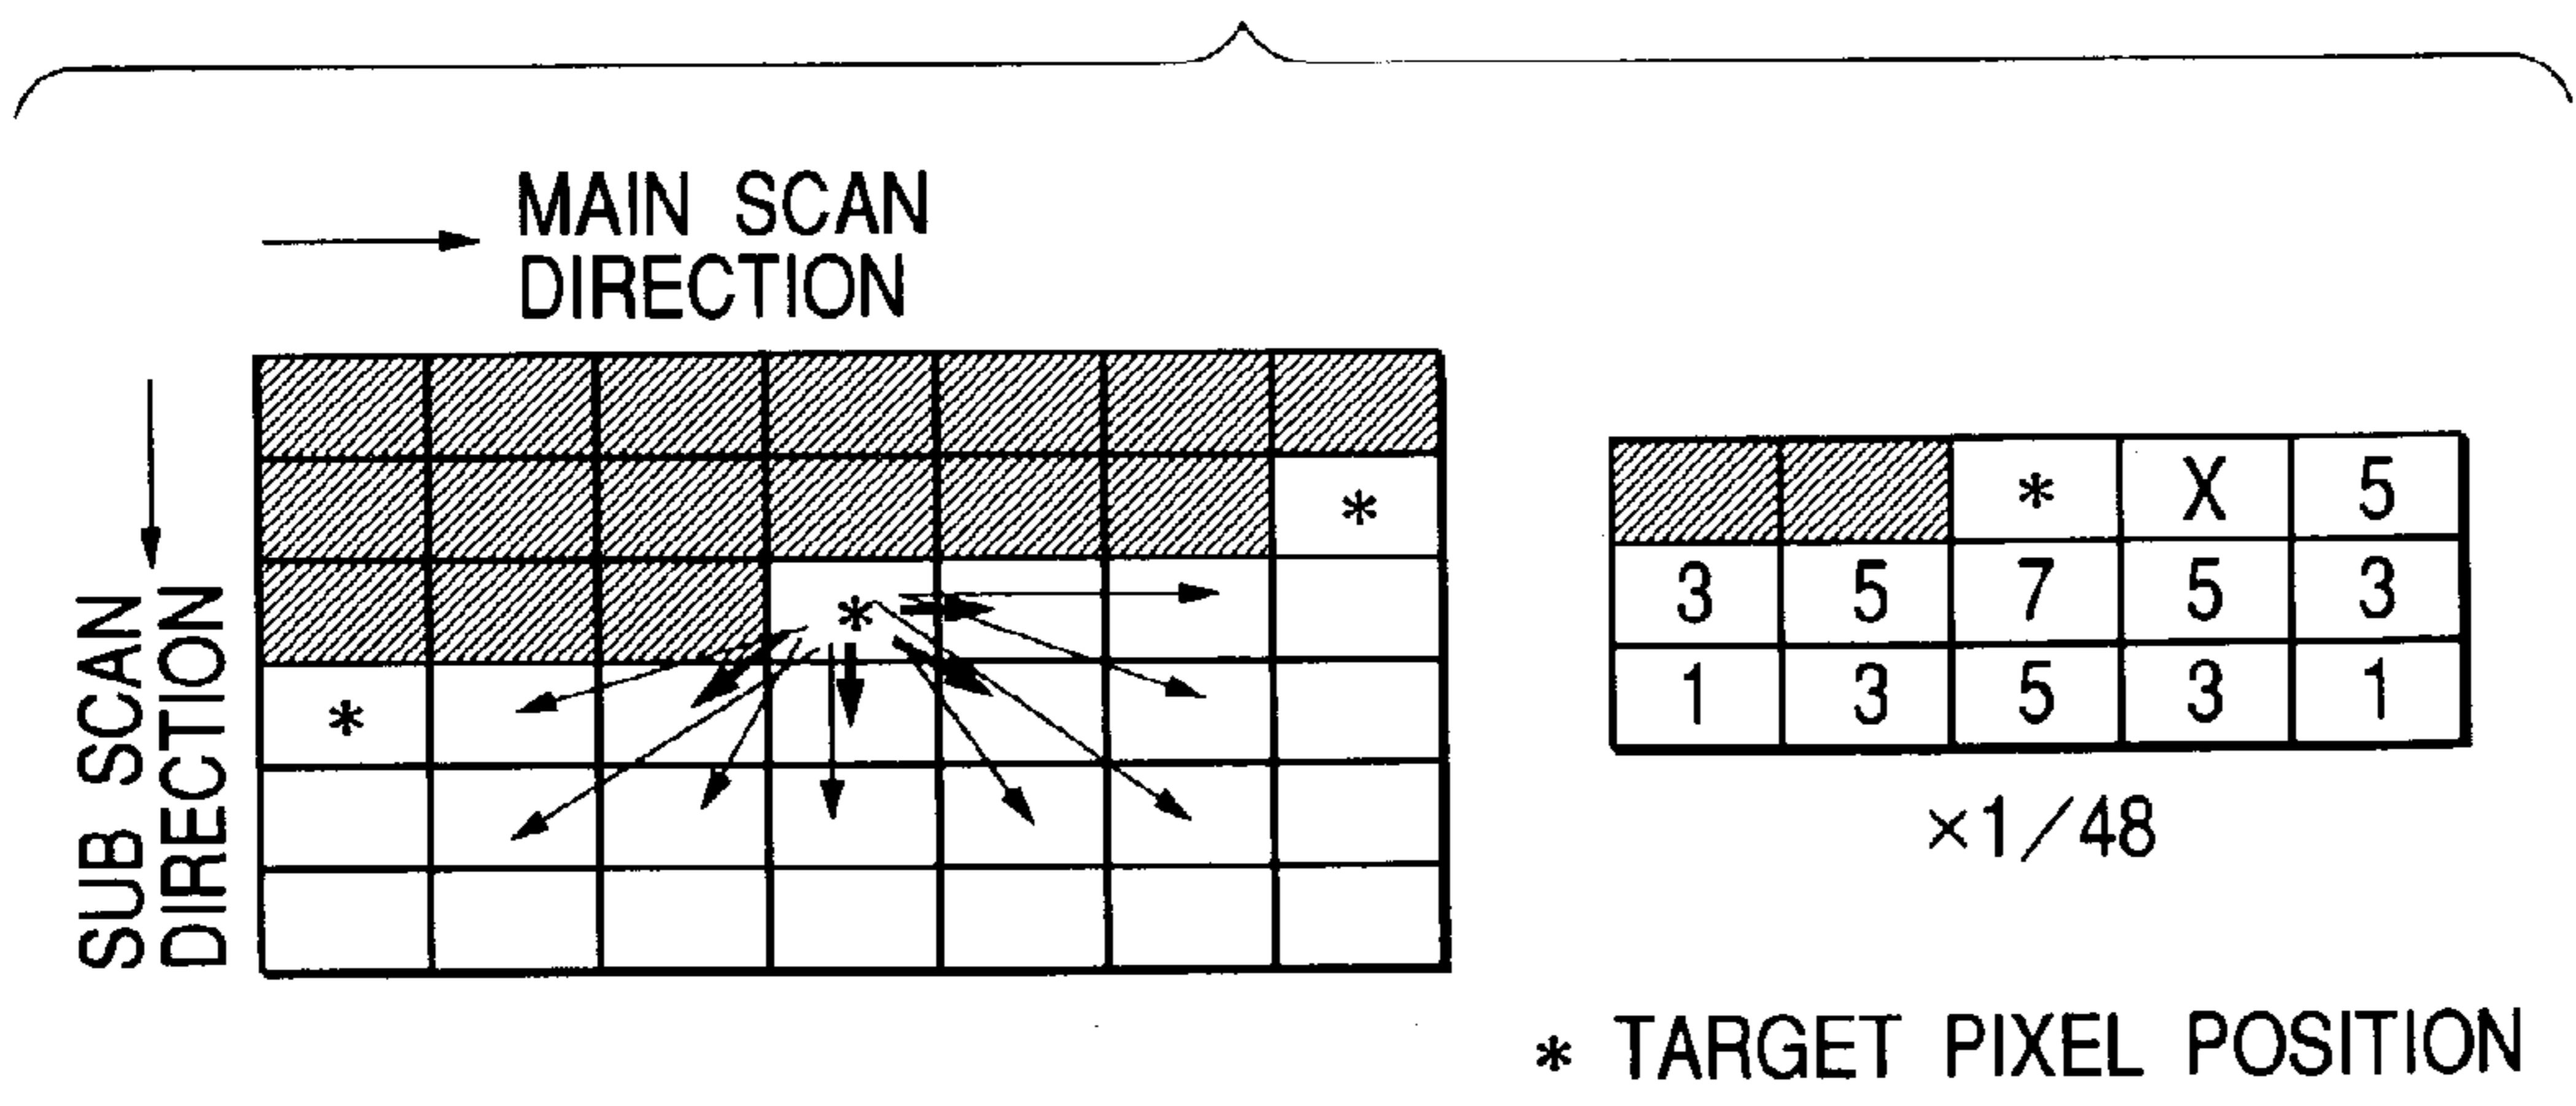 MAIN SCAN
DIRECTION
SUB SCAN
DIRECTION
*
*
*
* X 5
3 5 7 5 3
1 3 5 3 1
×1/48
* TARGET PIXEL POSITION